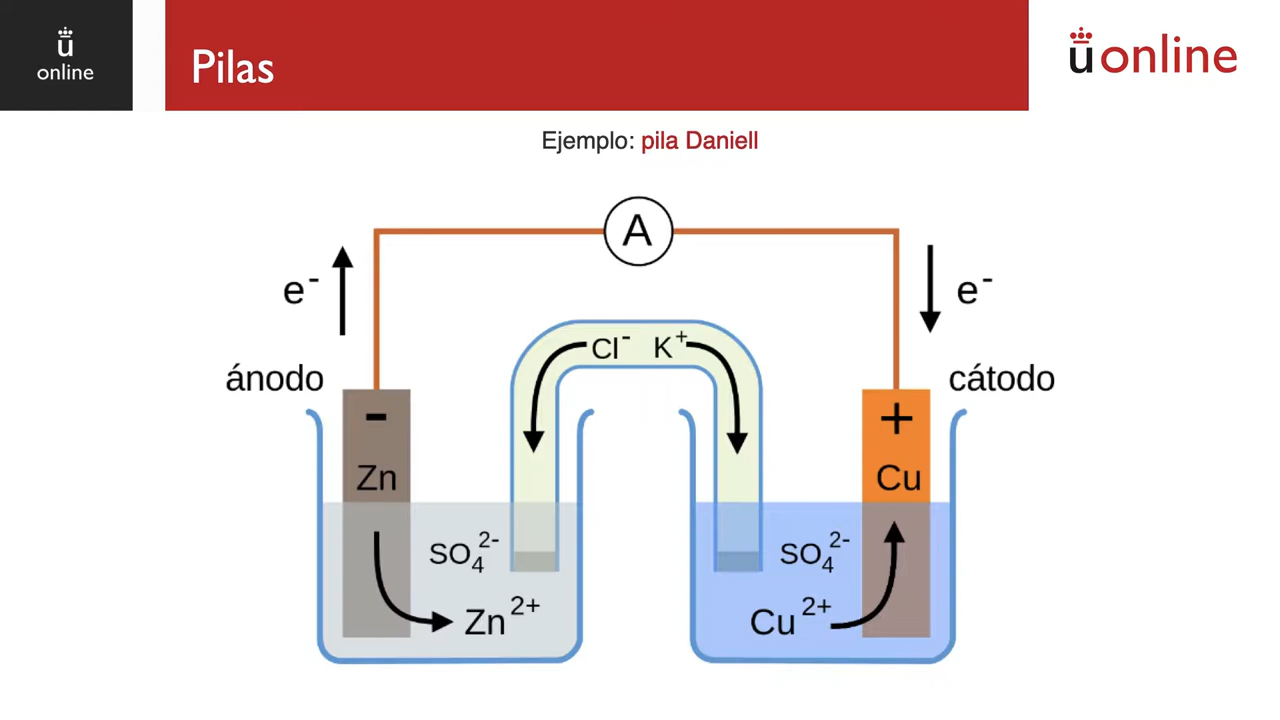 ü
online
Pilas
üonline
Ejemplo: pila Daniell
A
e⁻
e⁻
Cl⁻ K⁺
ánodo
cátodo
-
+
Zn
Cu
SO₄²⁻
SO₄²⁻
Zn²⁺
Cu²⁺